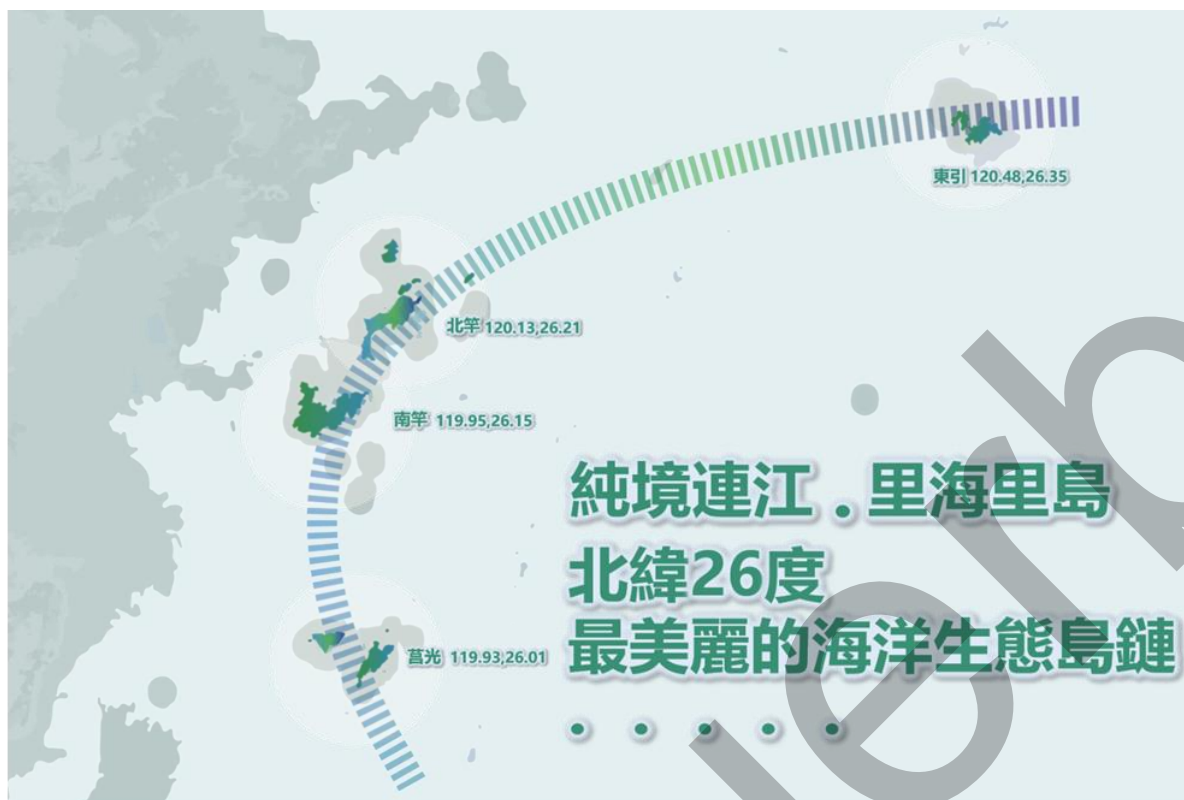 東引 120.48,26.35
北竿 120.13,26.21
南竿 119.95,26.15
莒光 119.93,26.01
純境連江.里海里島
北緯26度
最美麗的海洋生態島鏈
.....